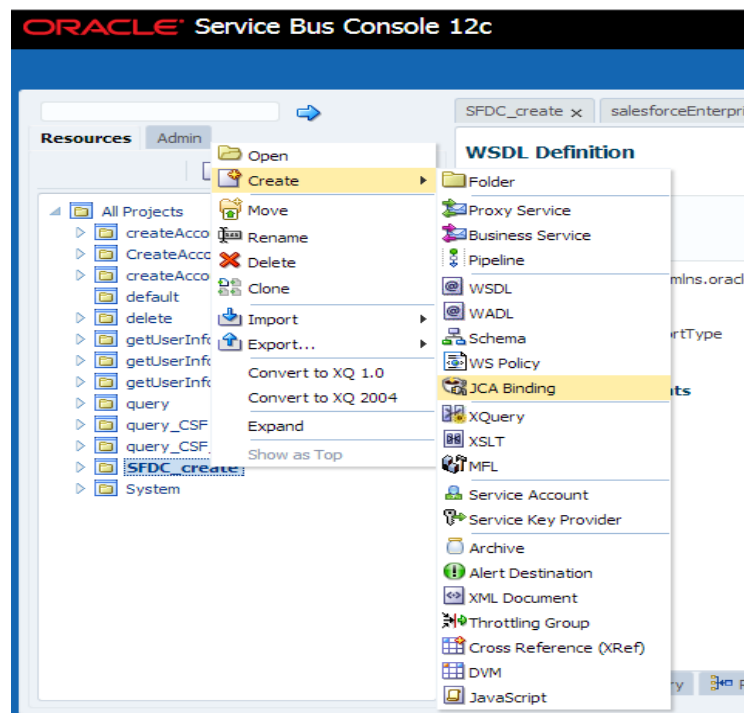 ORACLE Service Bus Console 12c
SFDC_create x salesforceEnterpri
Resources Admin
WSDL Definition
Open
Create
Move
Rename
Delete
Clone
Import
Export...
Convert to XQ 1.0
Convert to XQ 2004
Expand
Show as Top
Folder
Proxy Service
Business Service
Pipeline
WSDL
WADL
Schema
WS Policy
JCA Binding
XQuery
XSLT
MFL
Service Account
Service Key Provider
Archive
Alert Destination
XML Document
Throttling Group
Cross Reference (XRef)
DVM
JavaScript
All Projects
createAcco
CreateAcco
createAcco
default
delete
getUserInfo
getUserInfo
getUserInfo
query
query_CSF
query_CSF_
SFDC_create
System
mlns.oracl
rtType
ts
ry